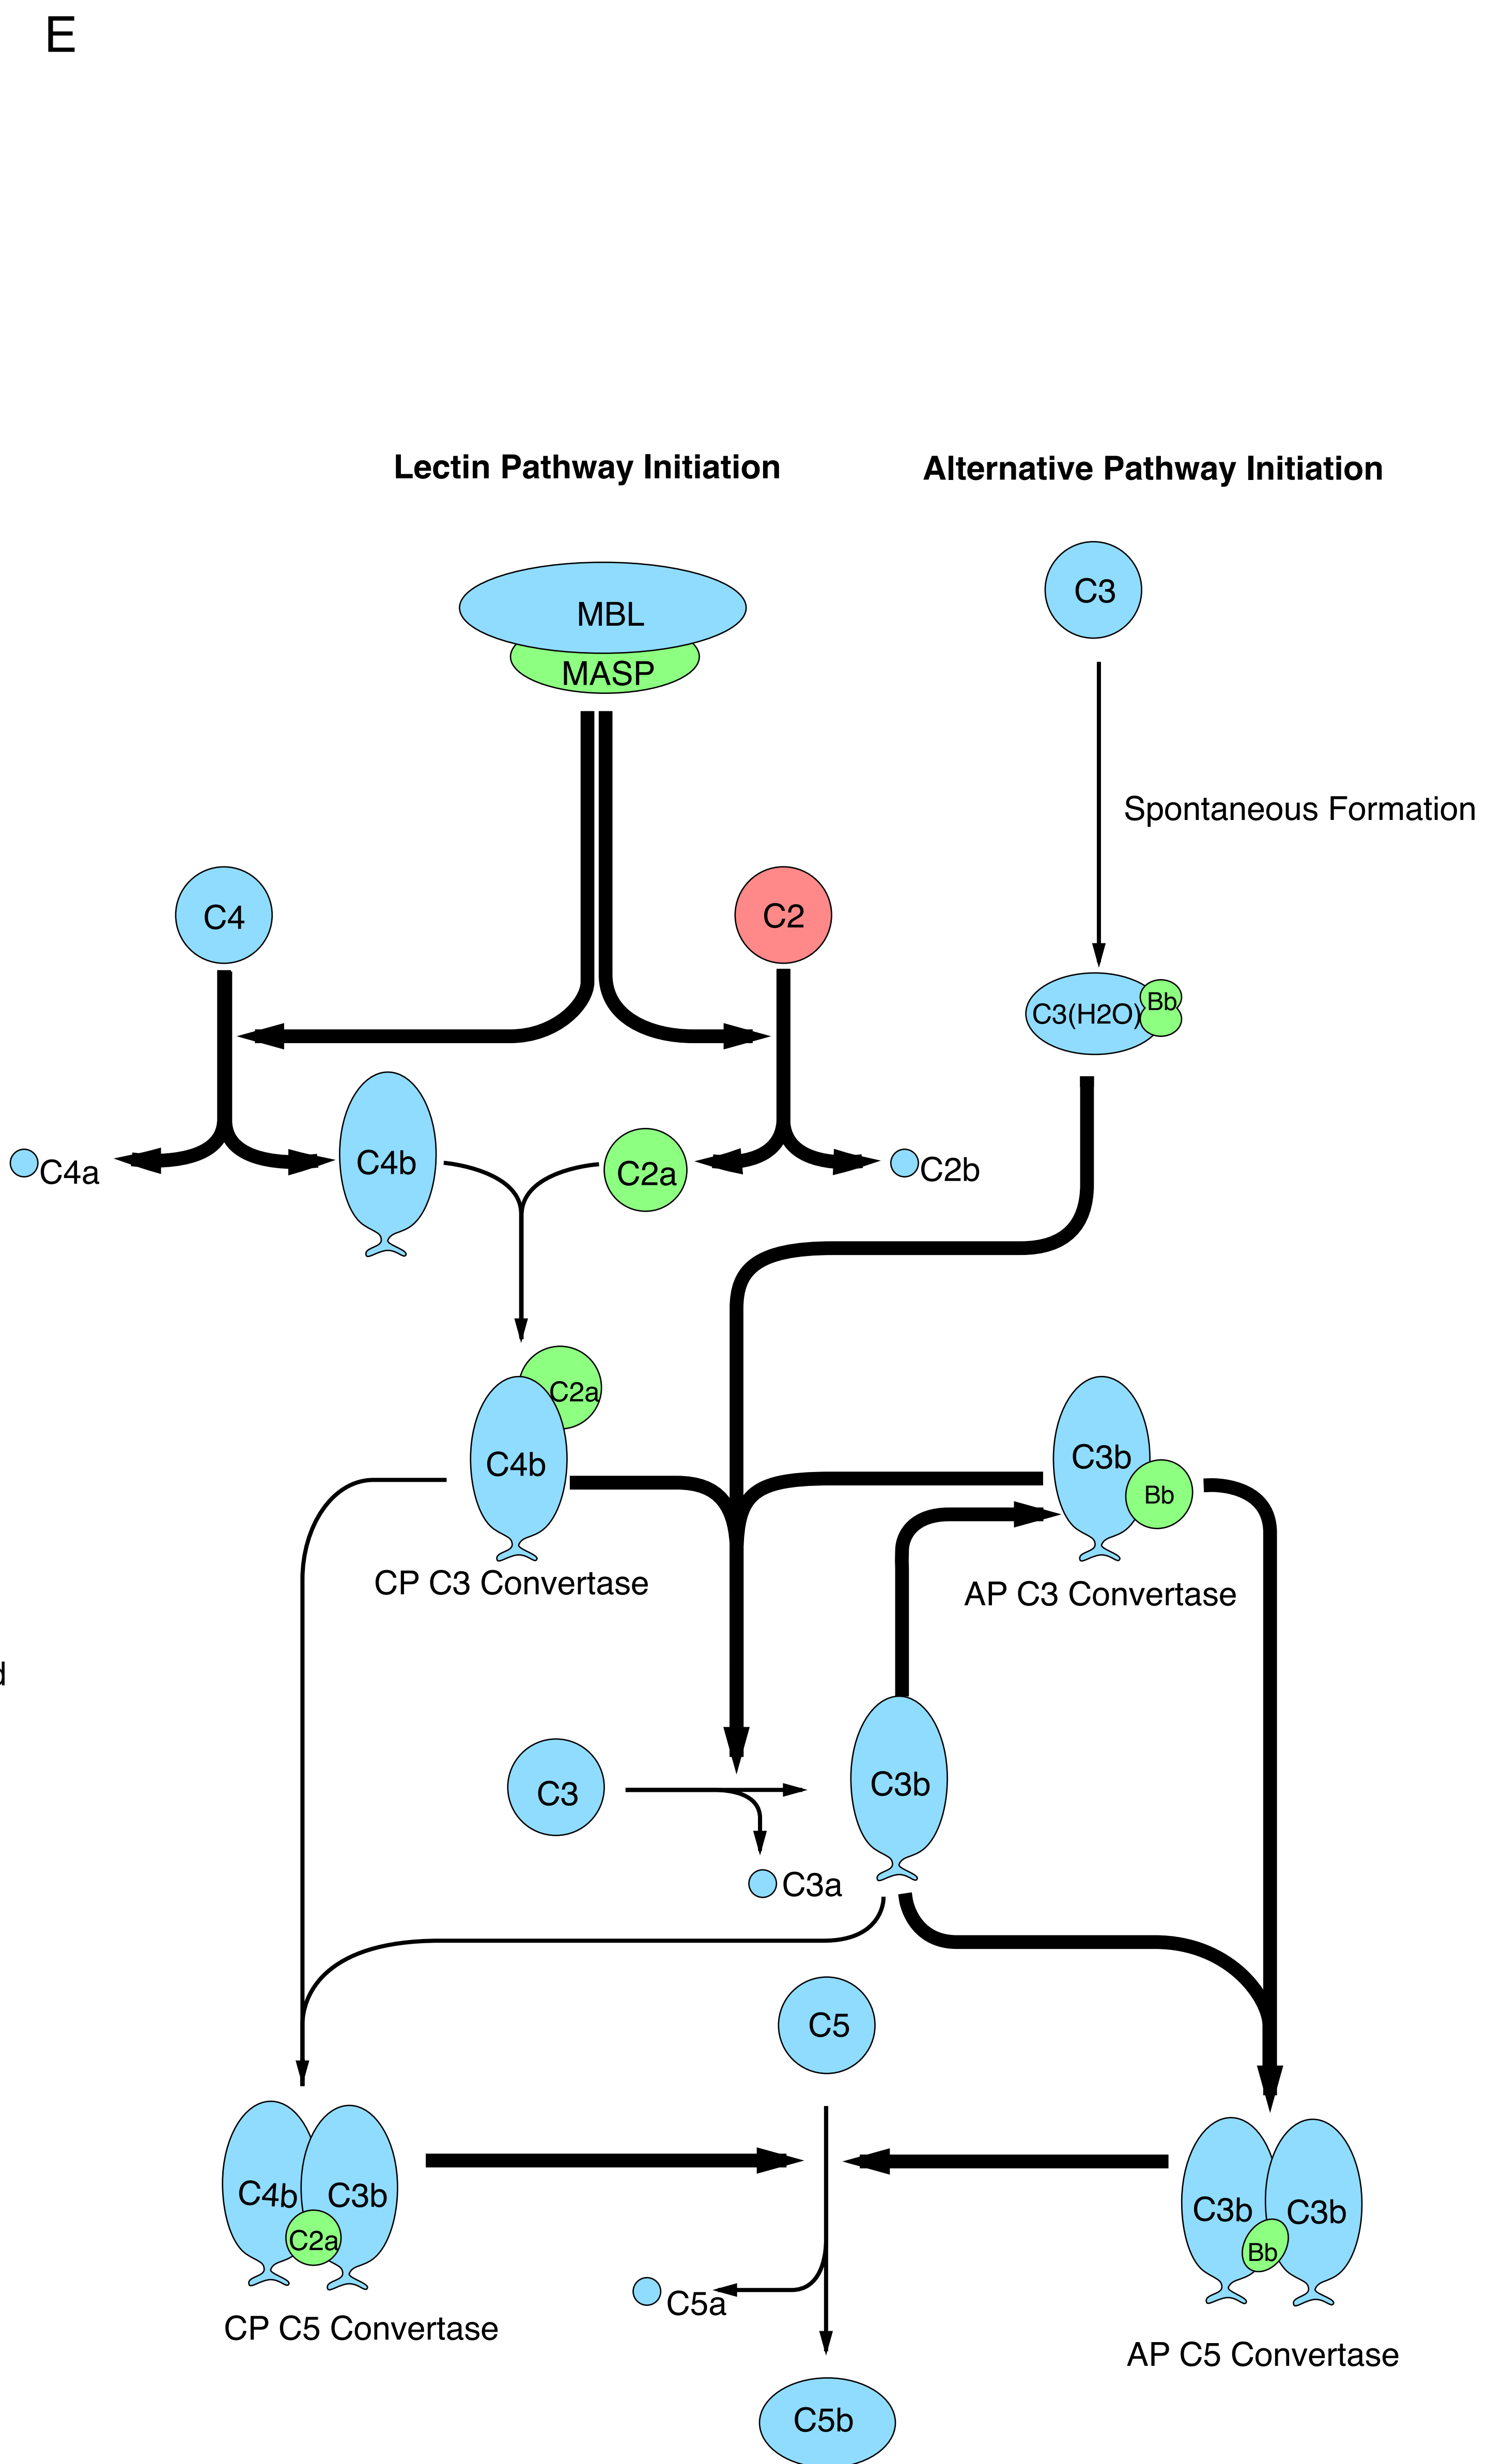 E
Lectin Pathway Initiation
Alternative Pathway Initiation
C3
MBL
MASP
Spontaneous Formation
C4
C2
C3(H2O)
Bb
C4a
C4b
C2a
C2b
C2a
C4b
C3b
Bb
CP C3 Convertase
AP C3 Convertase
d
C3
C3b
C3a
C5
C4b
C3b
C2a
C3b
C3b
Bb
C5a
CP C5 Convertase
AP C5 Convertase
C5b